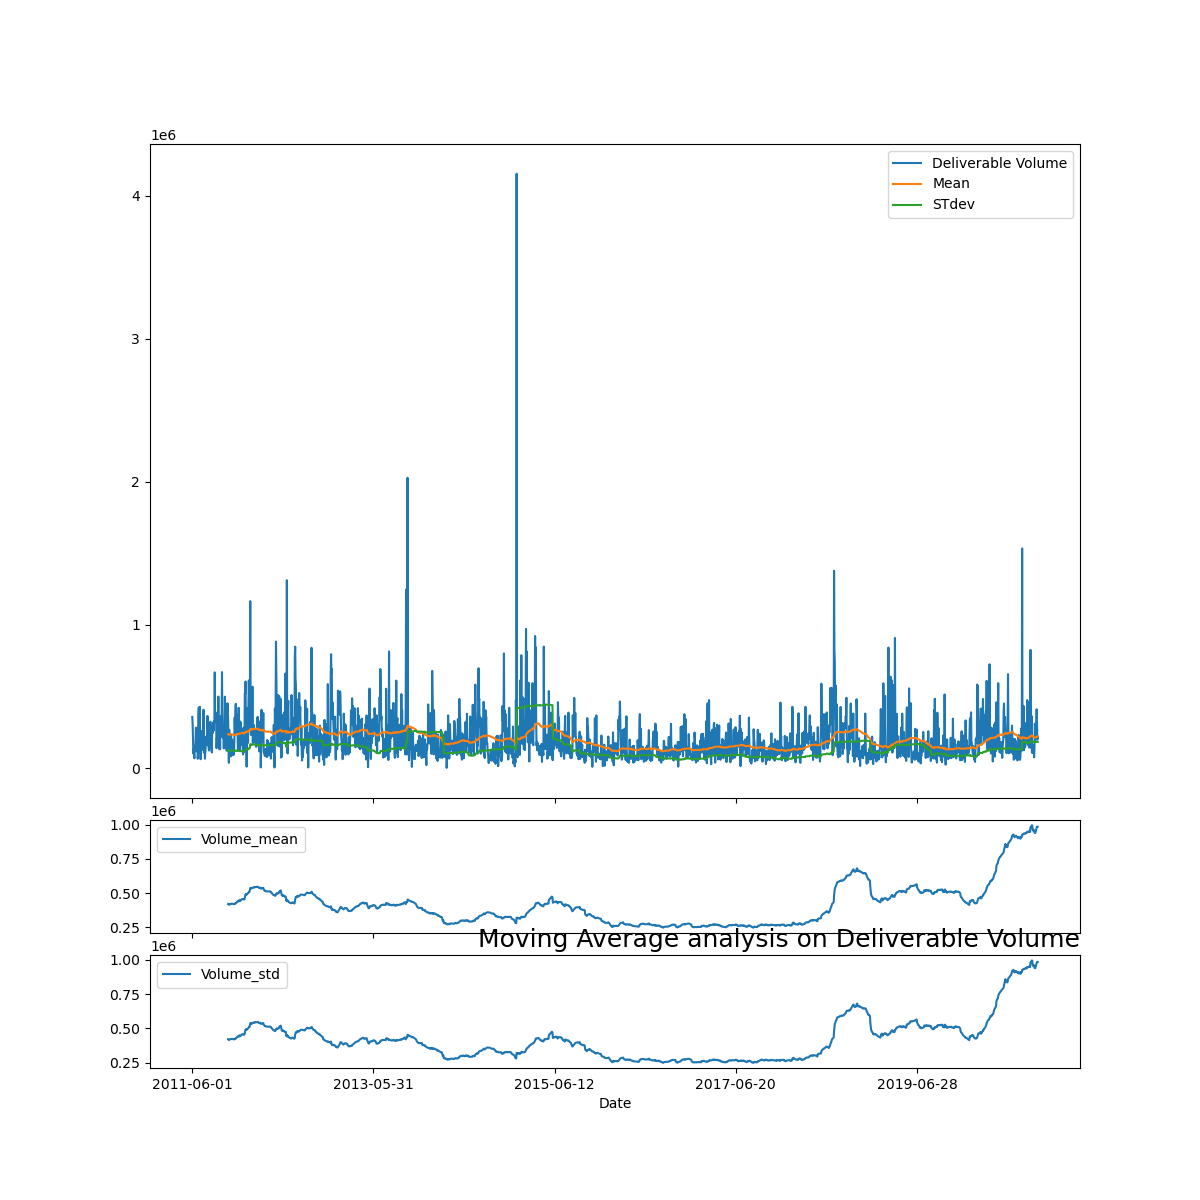 1e6
Deliverable Volume
Mean
STdev
4
3
2
1
0
1e6
Volume_mean
1.00
0.75
0.50
0.25
Moving Average analysis on Deliverable Volume
1e6
Volume_std
1.00
0.75
0.50
0.25
2011-06-01 2013-05-31 2015-06-12 2017-06-20 2019-06-28
Date